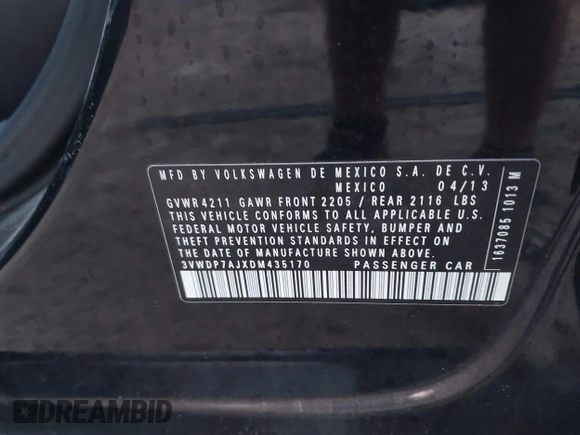 MFD BY VOLKSWAGEN DE MEXICO S.A. DE C.V.
MEXICO 04/13
GVWR 4211 GAWR FRONT 2205 / REAR 2116 LBS
THIS VEHICLE CONFORMS TO ALL APPLICABLE U.S.
FEDERAL MOTOR VEHICLE SAFETY, BUMPER AND
THEFT PREVENTION STANDARDS IN EFFECT ON
THE DATE OF MANUFACTURE SHOWN ABOVE.
3VWDP7AJXDM435170 PASSENGER CAR
1637085 1013 M
DREAMBID